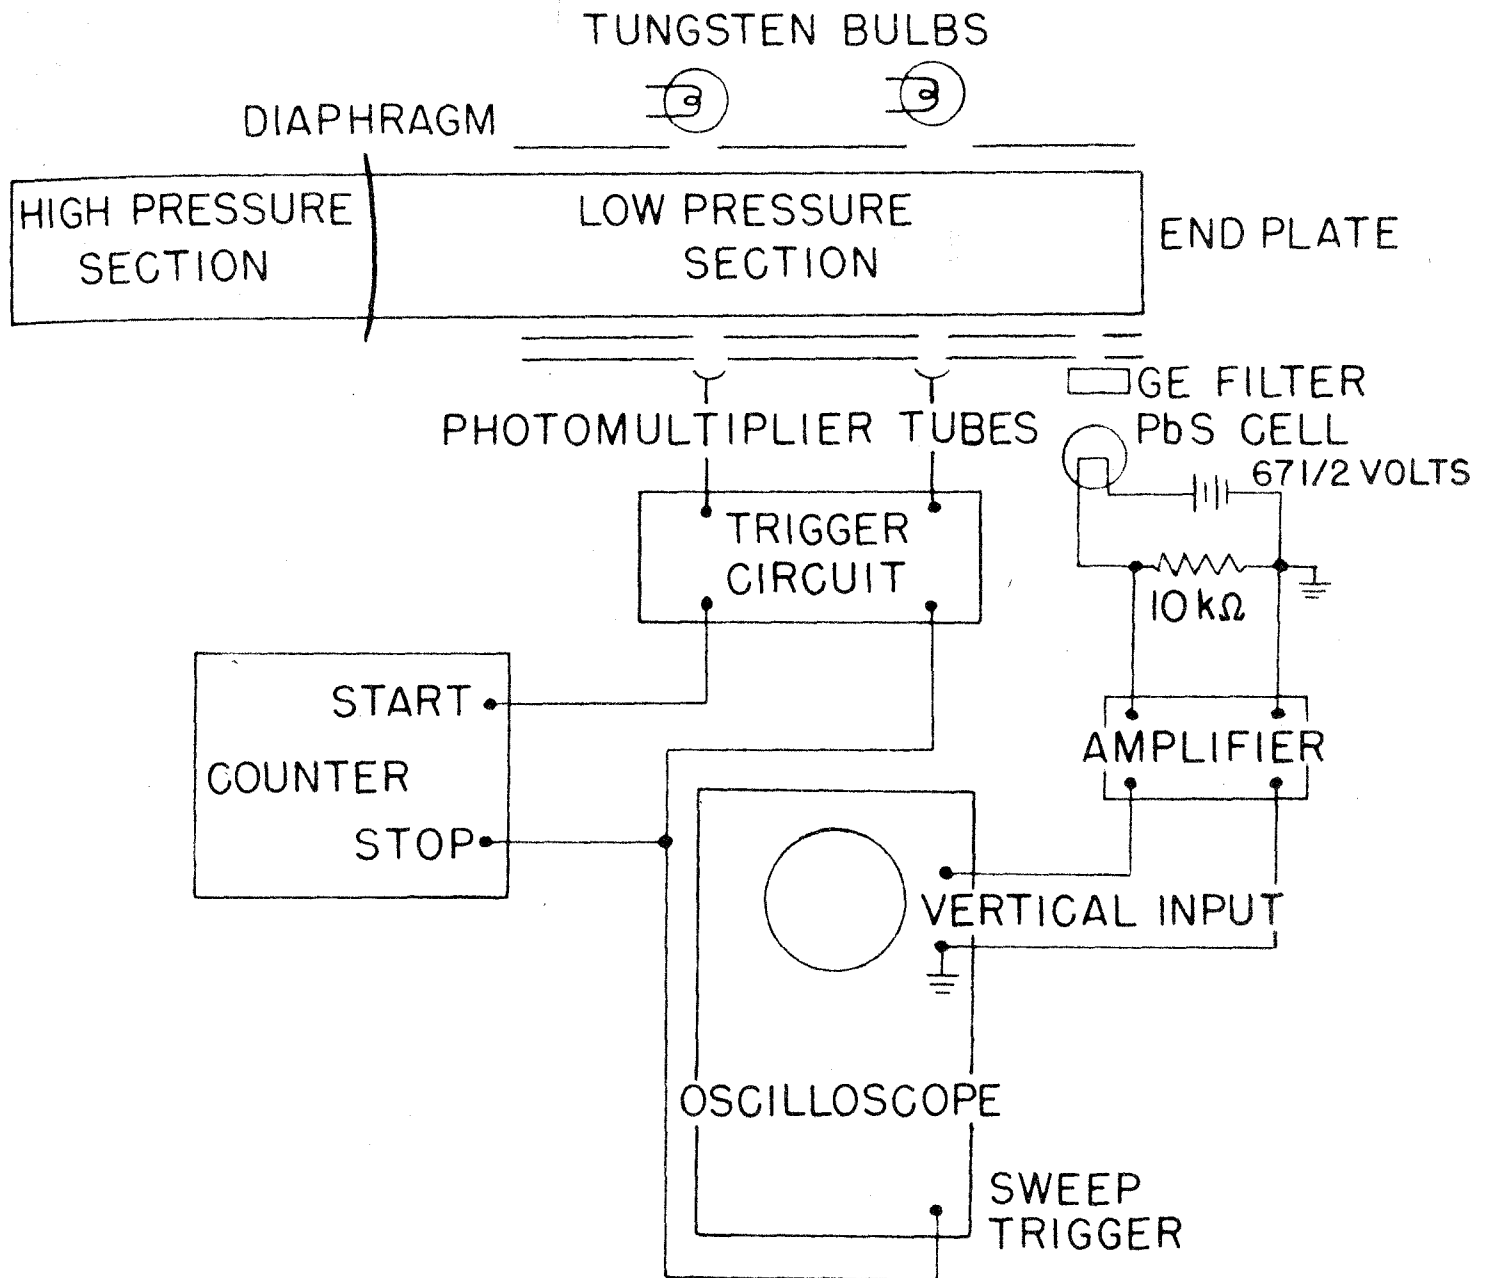 TUNGSTEN BULBS
DIAPHRAGM
HIGH PRESSURE
SECTION
LOW PRESSURE
SECTION
END PLATE
GE FILTER
PHOTOMULTIPLIER TUBES
PbS CELL
67 1/2 VOLTS
TRIGGER
CIRCUIT
10 kΩ
START
COUNTER
STOP
AMPLIFIER
VERTICAL INPUT
OSCILLOSCOPE
SWEEP
TRIGGER